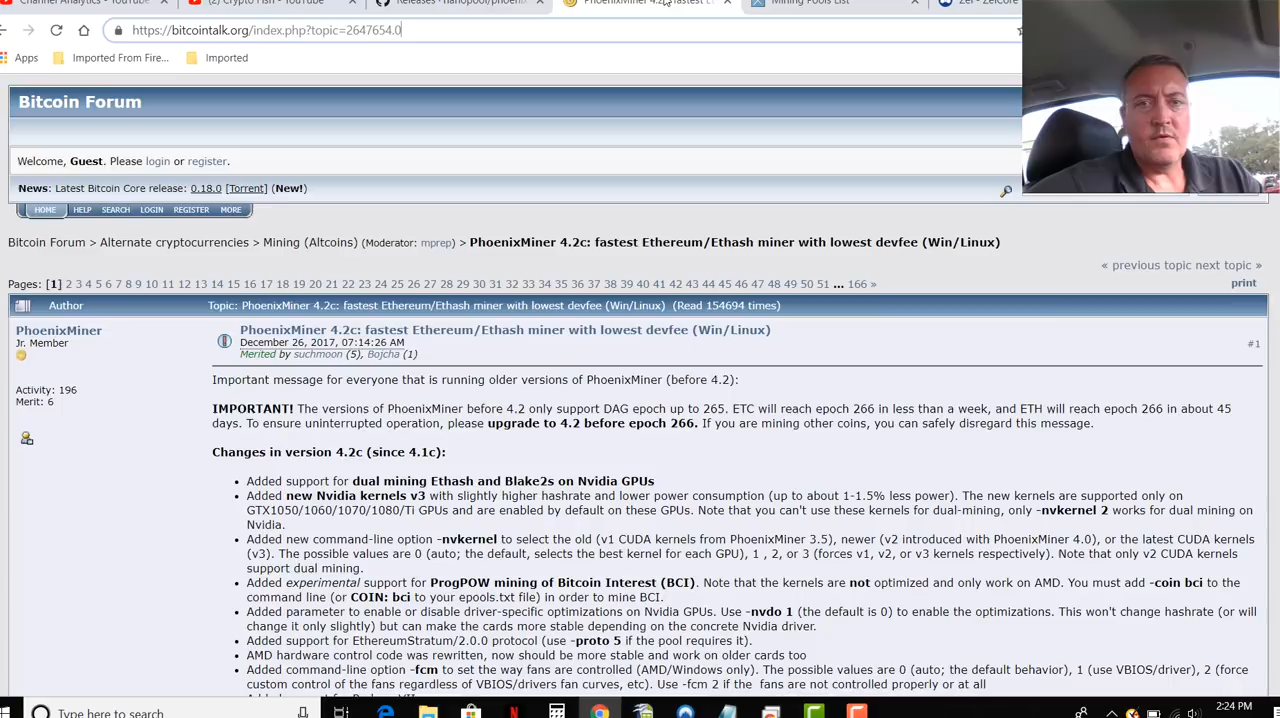 Channel Analytics - YouTube
(2) Crypto Fish - YouTube
Releases · nanopool/phoenix
PhoenixMiner 4.2c: fastest E
Mining Pools List
Zel - ZelCore
https://bitcointalk.org/index.php?topic=2647654.0
Apps
Imported From Fire...
Imported
Bitcoin Forum
Welcome, Guest. Please login or register.
News: Latest Bitcoin Core release: 0.18.0 [Torrent] (New!)
HOME HELP SEARCH LOGIN REGISTER MORE
Bitcoin Forum > Alternate cryptocurrencies > Mining (Altcoins) (Moderator: mprep) > PhoenixMiner 4.2c: fastest Ethereum/Ethash miner with lowest devfee (Win/Linux)
« previous topic next topic »
Pages: [1] 2 3 4 5 6 7 8 9 10 11 12 13 14 15 16 17 18 19 20 21 22 23 24 25 26 27 28 29 30 31 32 33 34 35 36 37 38 39 40 41 42 43 44 45 46 47 48 49 50 51 ... 166 »
print
Author
Topic: PhoenixMiner 4.2c: fastest Ethereum/Ethash miner with lowest devfee (Win/Linux) (Read 154694 times)
PhoenixMiner
Jr. Member
Activity: 196
Merit: 6
PhoenixMiner 4.2c: fastest Ethereum/Ethash miner with lowest devfee (Win/Linux)
December 26, 2017, 07:14:26 AM
Merited by suchmoon (5), Bojcha (1)
#1
Important message for everyone that is running older versions of PhoenixMiner (before 4.2):
IMPORTANT! The versions of PhoenixMiner before 4.2 only support DAG epoch up to 265. ETC will reach epoch 266 in less than a week, and ETH will reach epoch 266 in about 45
days. To ensure uninterrupted operation, please upgrade to 4.2 before epoch 266. If you are mining other coins, you can safely disregard this message.
Changes in version 4.2c (since 4.1c):
• Added support for dual mining Ethash and Blake2s on Nvidia GPUs
• Added new Nvidia kernels v3 with slightly higher hashrate and lower power consumption (up to about 1-1.5% less power). The new kernels are supported only on
GTX1050/1060/1070/1080/Ti GPUs and are enabled by default on these GPUs. Note that you can't use these kernels for dual-mining, only -nvkernel 2 works for dual mining on
Nvidia.
• Added new command-line option -nvkernel to select the old (v1 CUDA kernels from PhoenixMiner 3.5), newer (v2 introduced with PhoenixMiner 4.0), or the latest CUDA kernels
(v3). The possible values are 0 (auto; the default, selects the best kernel for each GPU), 1 , 2, or 3 (forces v1, v2, or v3 kernels respectively). Note that only v2 CUDA kernels
support dual mining.
• Added experimental support for ProgPOW mining of Bitcoin Interest (BCI). Note that the kernels are not optimized and only work on AMD. You must add -coin bci to the
command line (or COIN: bci to your epools.txt file) in order to mine BCI.
• Added parameter to enable or disable driver-specific optimizations on Nvidia GPUs. Use -nvdo 1 (the default is 0) to enable the optimizations. This won't change hashrate (or will
change it only slightly) but can make the cards more stable depending on the concrete Nvidia driver.
• Added support for EthereumStratum/2.0.0 protocol (use -proto 5 if the pool requires it).
• AMD hardware control code was rewritten, now should be more stable and work on older cards too
• Added command-line option -fcm to set the way fans are controlled (AMD/Windows only). The possible values are 0 (auto; the default behavior), 1 (use VBIOS/driver), 2 (force
custom control of the fans regardless of VBIOS/drivers fan curves, etc). Use -fcm 2 if the fans are not controlled properly or at all
Type here to search
2:24 PM